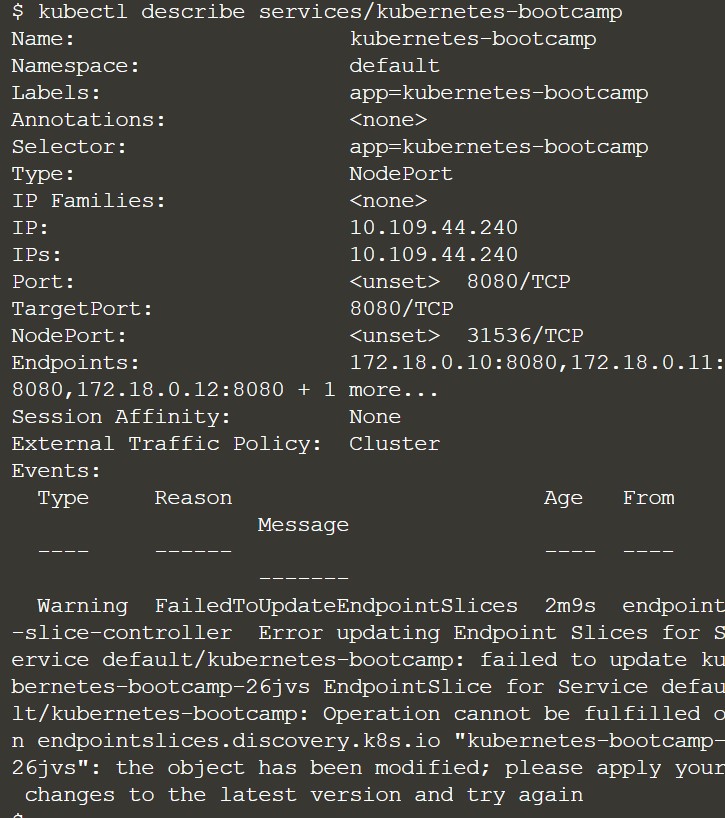 $ kubectl describe services/kubernetes-bootcamp
Name:                     kubernetes-bootcamp
Namespace:                default
Labels:                   app=kubernetes-bootcamp
Annotations:              <none>
Selector:                 app=kubernetes-bootcamp
Type:                     NodePort
IP Families:              <none>
IP:                       10.109.44.240
IPs:                      10.109.44.240
Port:                     <unset>  8080/TCP
TargetPort:               8080/TCP
NodePort:                 <unset>  31536/TCP
Endpoints:                172.18.0.10:8080,172.18.0.11:
8080,172.18.0.12:8080 + 1 more...
Session Affinity:         None
External Traffic Policy:  Cluster
Events:
  Type     Reason                        Age   From
                   Message
  ----     ------                        ----  ----
                   -------
  Warning  FailedToUpdateEndpointSlices  2m9s  endpoint
-slice-controller  Error updating Endpoint Slices for S
ervice default/kubernetes-bootcamp: failed to update ku
bernetes-bootcamp-26jvs EndpointSlice for Service defau
lt/kubernetes-bootcamp: Operation cannot be fulfilled o
n endpointslices.discovery.k8s.io "kubernetes-bootcamp-
26jvs": the object has been modified; please apply your
 changes to the latest version and try again
$